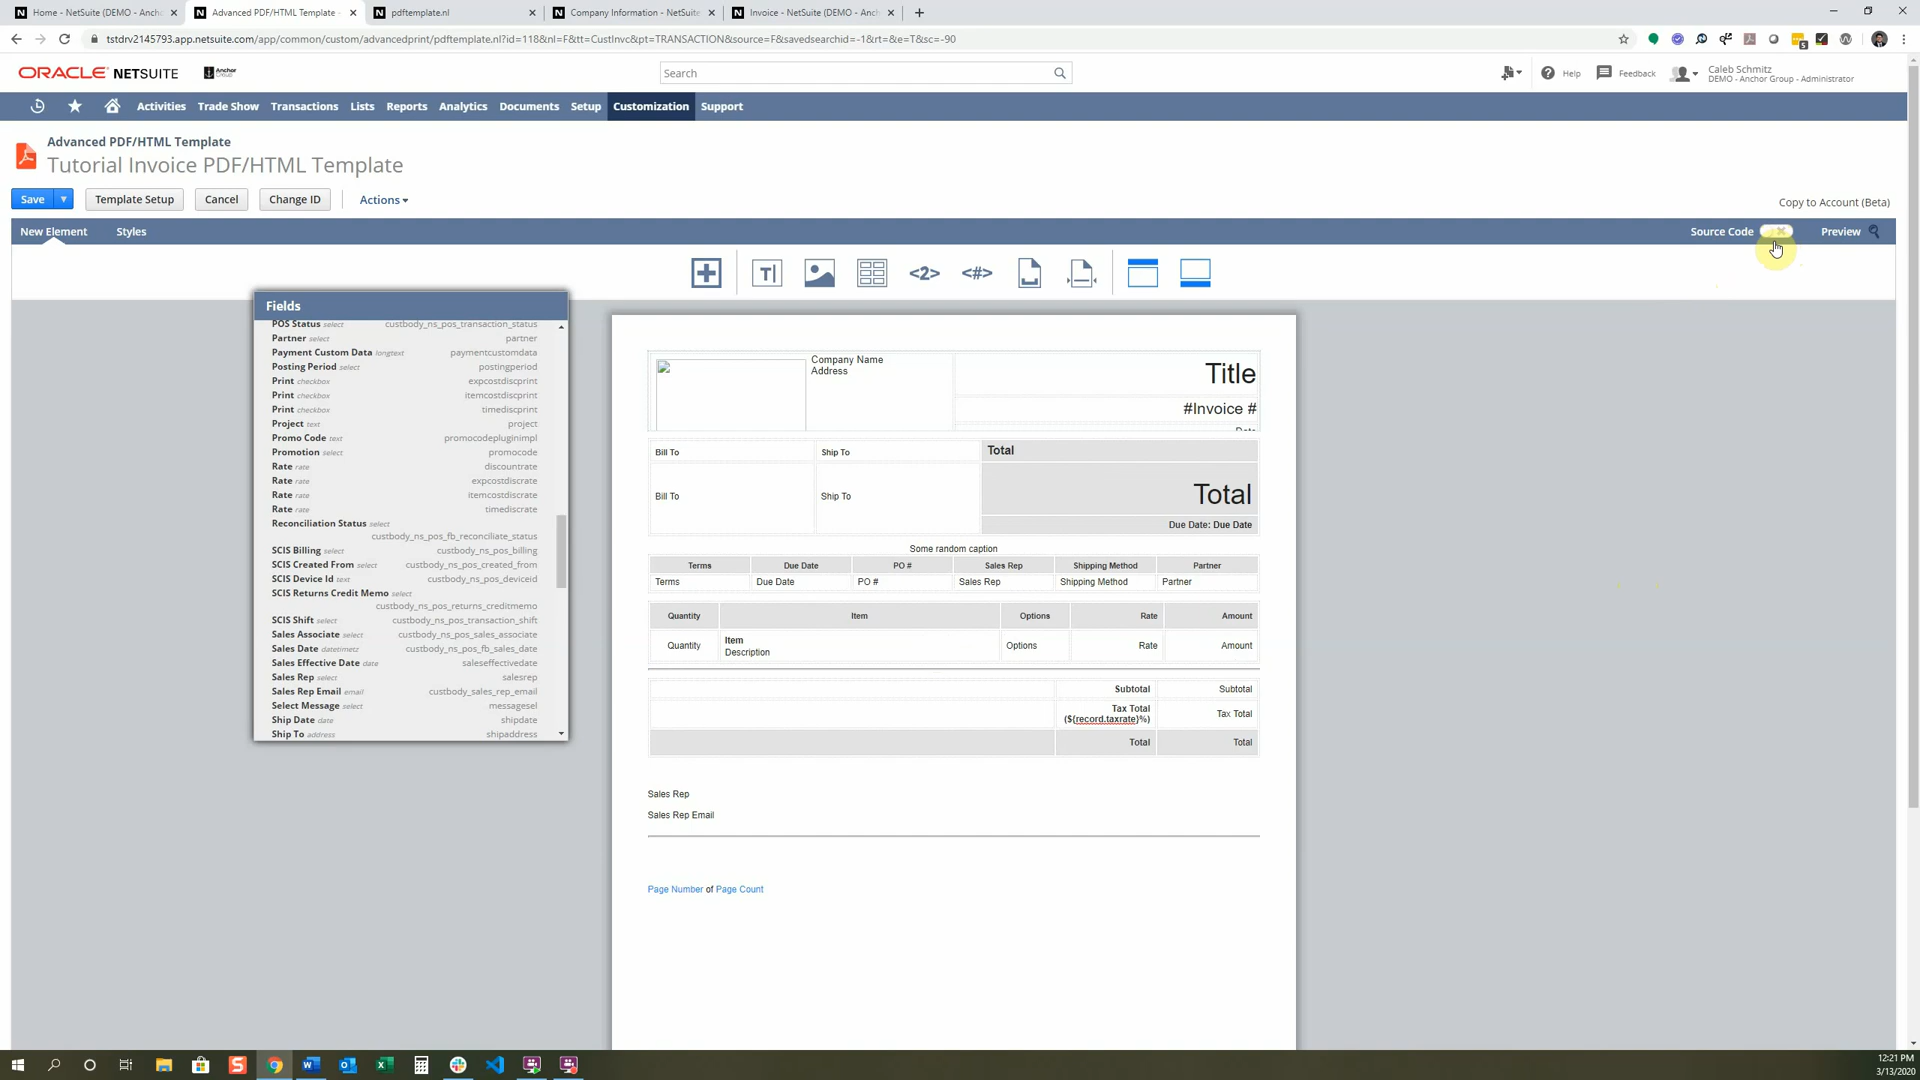 Home - NetSuite (DEMO - Ancho
Advanced PDF/HTML Template -
pdftemplate.nl
Company Information - NetSuite
Invoice - NetSuite (DEMO - Anch
tstdrv2145793.app.netsuite.com/app/common/custom/advancedprint/pdftemplate.nl?id=118&nl=F&tt=CustInvc&pt=TRANSACTION&source=F&savedsearchid=-1&rt=&e=T&sc=-90
ORACLE NETSUITE
Anchor
Search
Help
Feedback
Caleb Schmitz
DEMO - Anchor Group - Administrator
Activities Trade Show Transactions Lists Reports Analytics Documents Setup Customization Support
Advanced PDF/HTML Template
Tutorial Invoice PDF/HTML Template
Save
Template Setup
Cancel
Change ID
Actions
Copy to Account (Beta)
New Element
Styles
Source Code
Preview
T|
<2>
<#>
Fields
POS Status select custbody_ns_pos_transaction_status
Partner select partner
Payment Custom Data longtext paymentcustomdata
Posting Period select postingperiod
Print checkbox expcostdiscprint
Print checkbox itemcostdiscprint
Print checkbox timediscprint
Project text project
Promo Code text promocodepluginimpl
Promotion select promocode
Rate rate discountrate
Rate rate expcostdiscrate
Rate rate itemcostdiscrate
Rate rate timediscrate
Reconciliation Status select
custbody_ns_pos_fb_reconciliate_status
SCIS Billing select custbody_ns_pos_billing
SCIS Created From select custbody_ns_pos_created_from
SCIS Device Id text custbody_ns_pos_deviceid
SCIS Returns Credit Memo select
custbody_ns_pos_returns_creditmemo
SCIS Shift select custbody_ns_pos_transaction_shift
Sales Associate select custbody_ns_pos_sales_associate
Sales Date datetimetz custbody_ns_pos_fb_sales_date
Sales Effective Date date saleseffectivedate
Sales Rep select salesrep
Sales Rep Email email custbody_sales_rep_email
Select Message select messagesel
Ship Date date shipdate
Ship To address shipaddress
Company Name
Address
Title
#Invoice #
Date
Bill To
Ship To
Total
Bill To
Ship To
Total
Due Date: Due Date
Some random caption
Terms Due Date PO # Sales Rep Shipping Method Partner
Terms Due Date PO # Sales Rep Shipping Method Partner
Quantity Item Options Rate Amount
Quantity
Item
Description
Options
Rate
Amount
Subtotal Subtotal
Tax Total
(${record.taxrate}%)
Tax Total
Total Total
Sales Rep
Sales Rep Email
Page Number of Page Count
12:21 PM
3/13/2020